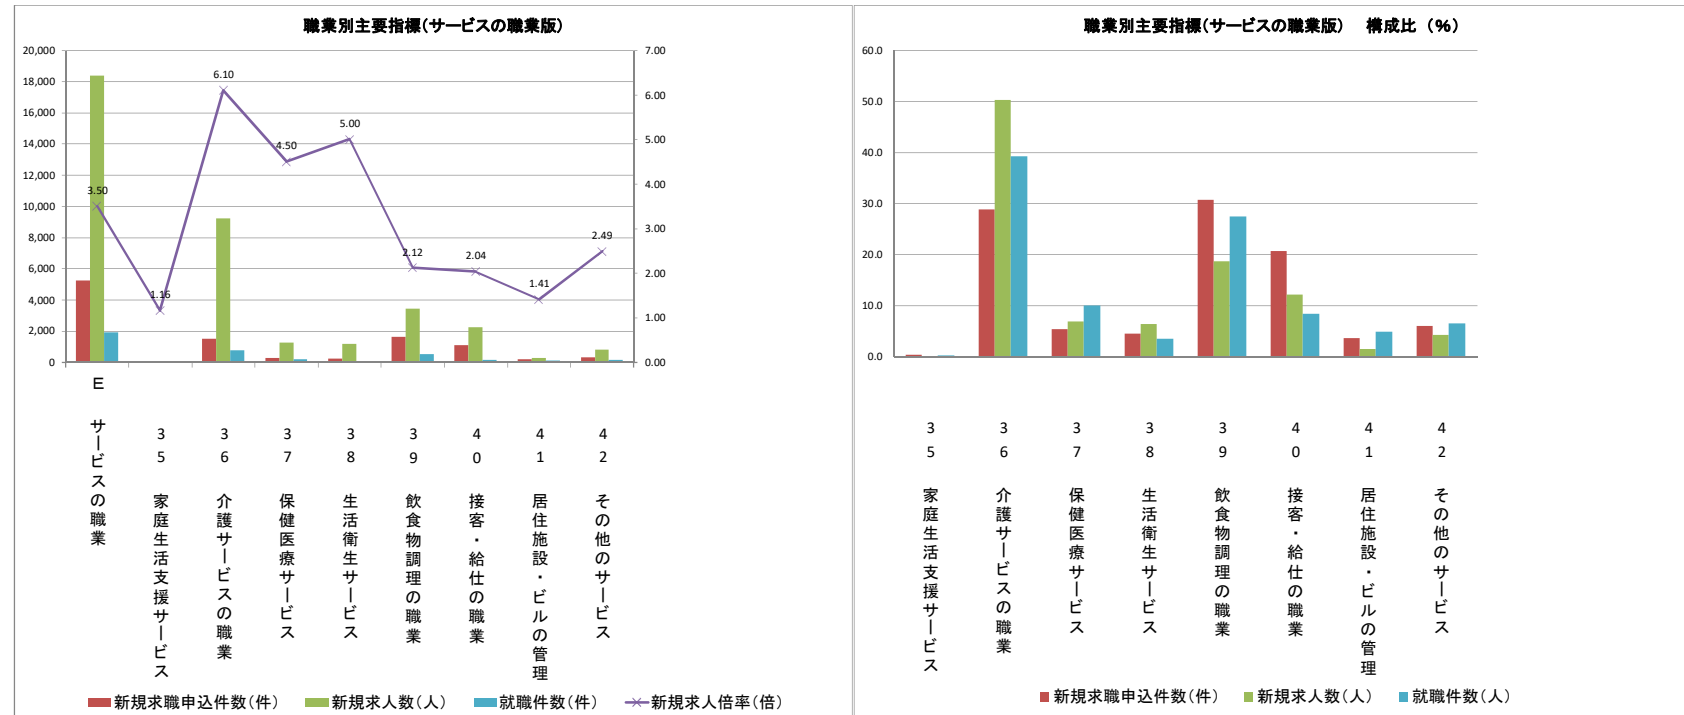 職業別主要指標(サービスの職業版)
20,000
18,000
16,000
14,000
12,000
10,000
8,000
6,000
4,000
2,000
0
7.00
6.00
5.00
4.00
3.00
2.00
1.00
0.00
3.50
1.16
6.10
4.50
5.00
2.12
2.04
1.41
2.49
E サービスの職業
35 家庭生活支援サービス
36 介護サービスの職業
37 保健医療サービス
38 生活衛生サービス
39 飲食物調理の職業
40 接客・給仕の職業
41 居住施設・ビルの管理
42 その他のサービス
新規求職申込件数(件) 新規求人数(人) 就職件数(件) 新規求人倍率(倍)
職業別主要指標(サービスの職業版) 構成比 (%)
60.0
50.0
40.0
30.0
20.0
10.0
0.0
35 家庭生活支援サービス
36 介護サービスの職業
37 保健医療サービス
38 生活衛生サービス
39 飲食物調理の職業
40 接客・給仕の職業
41 居住施設・ビルの管理
42 その他のサービス
新規求職申込件数(件) 新規求人数(人) 就職件数(人)